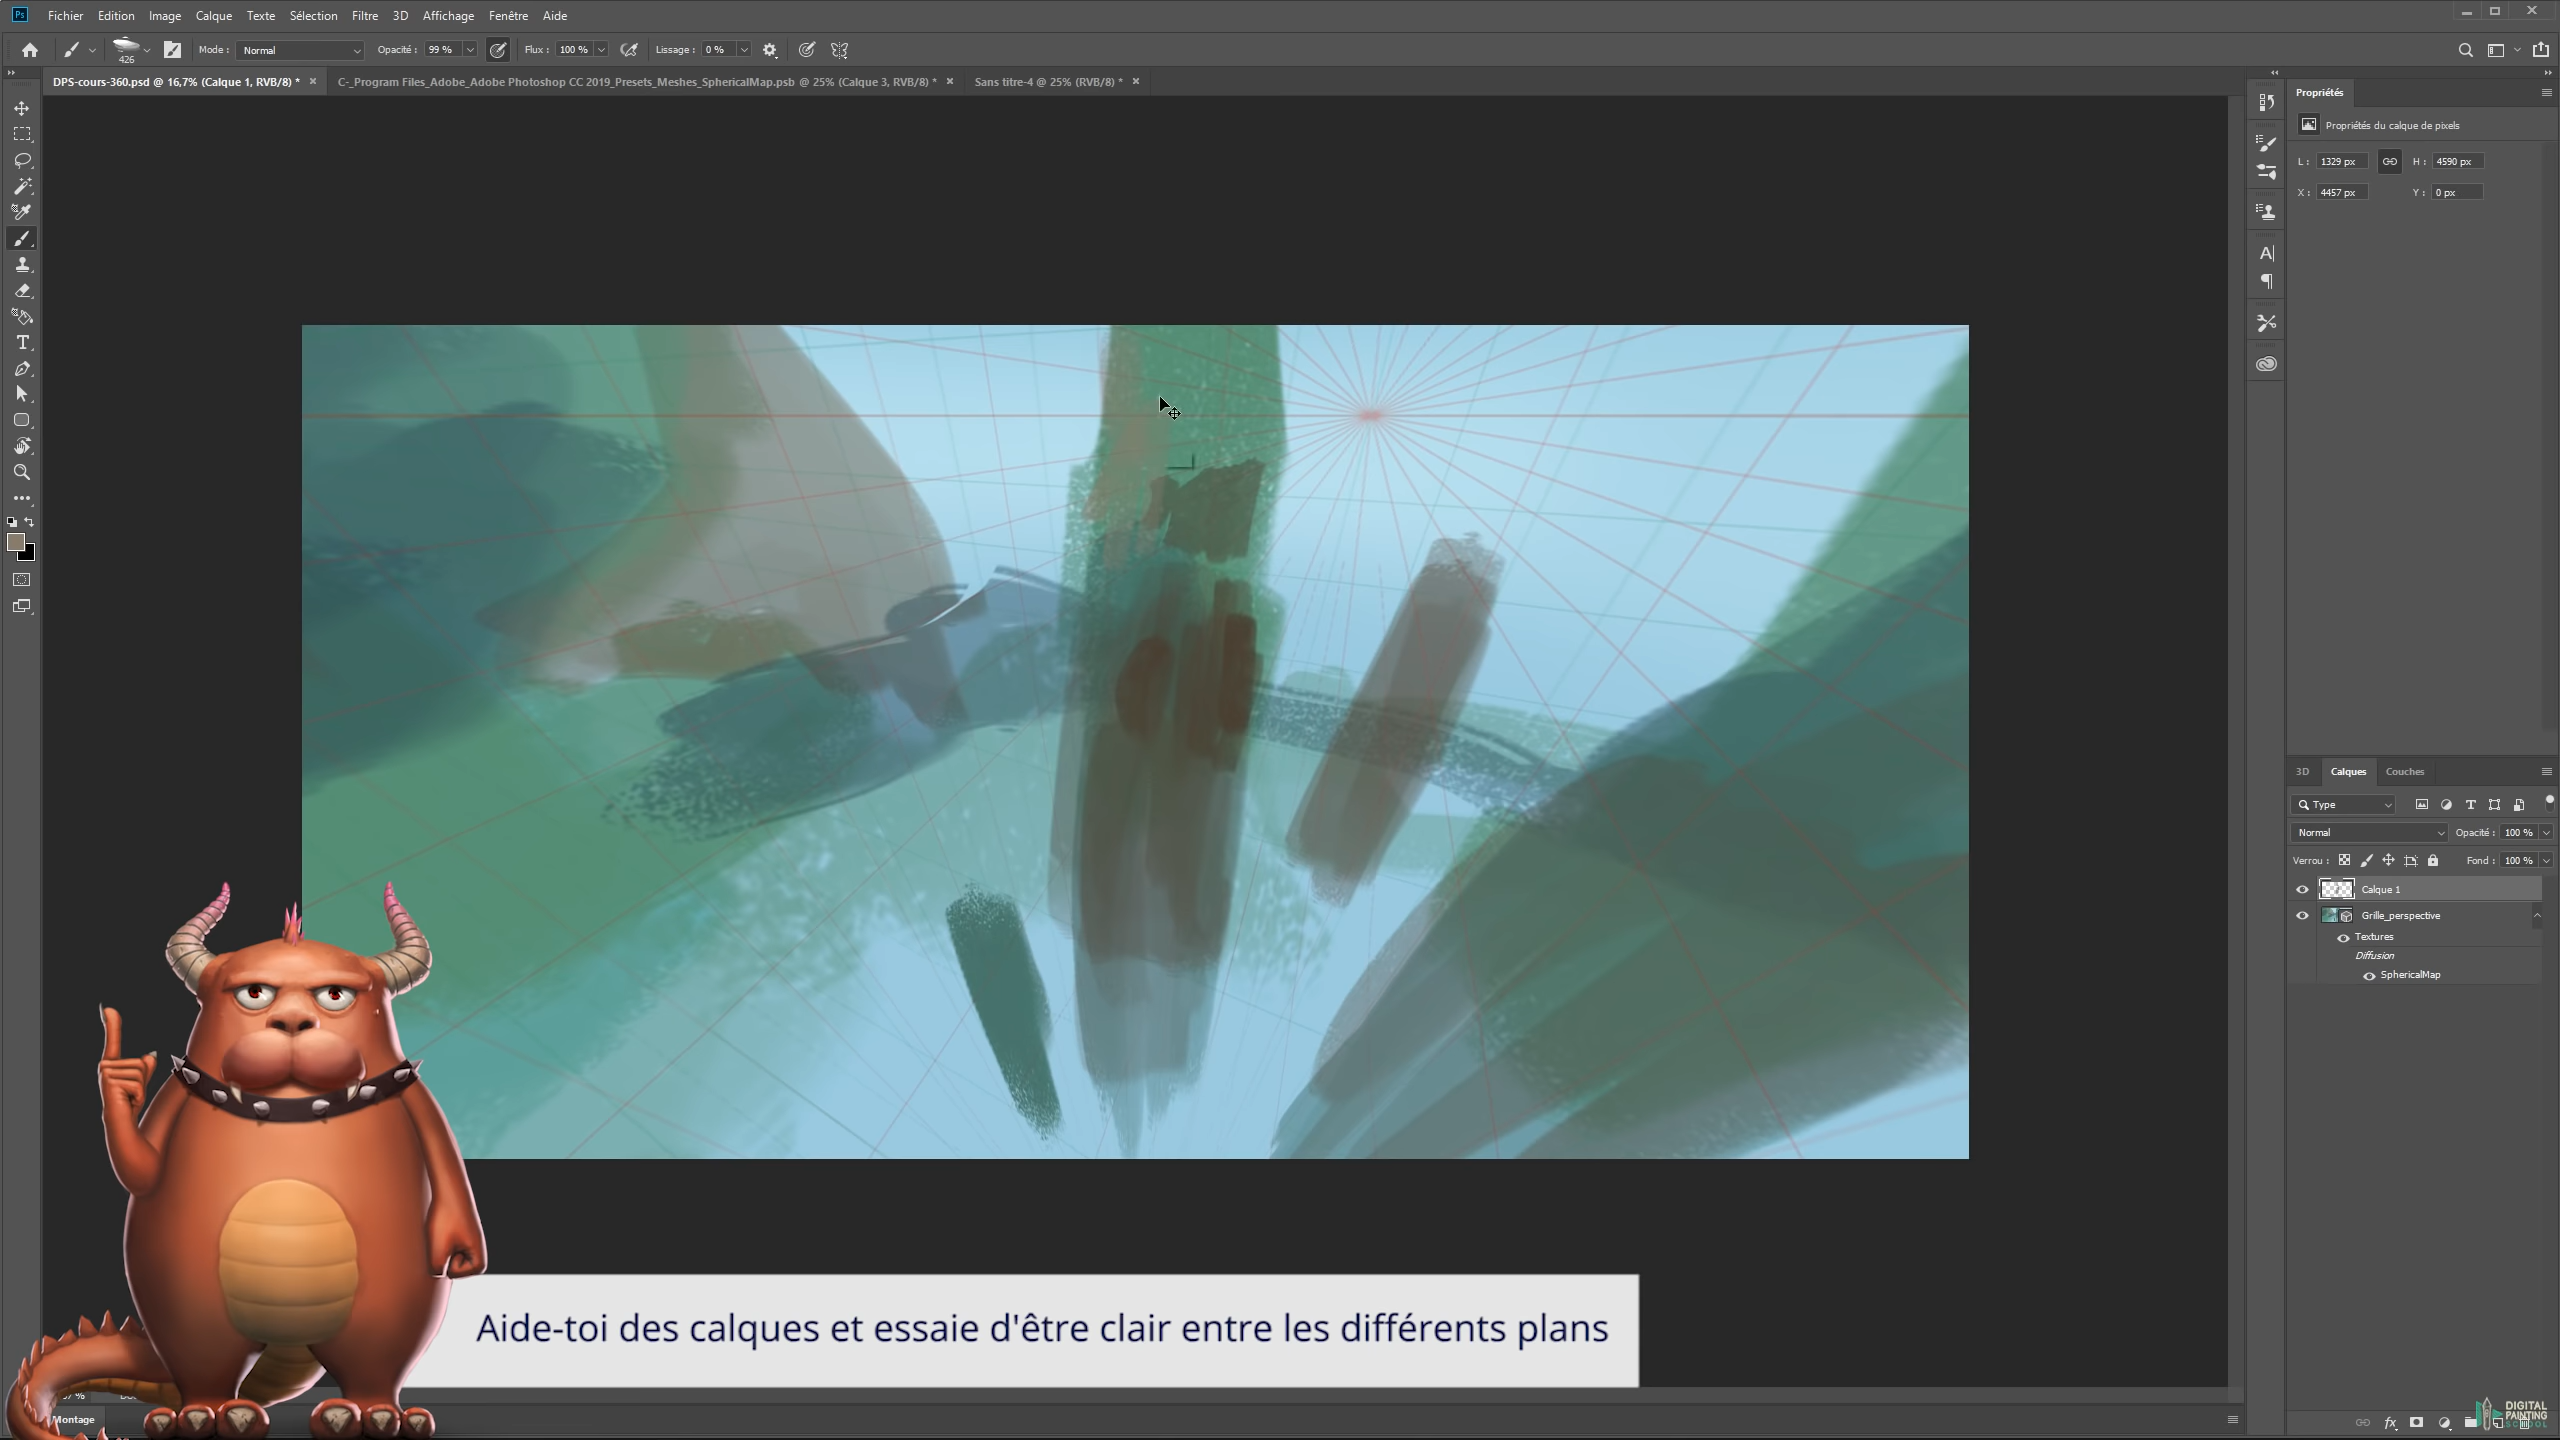 Ps Fichier Edition Image Calque Texte Sélection Filtre 3D Affichage Fenêtre Aide
426 Mode : Normal Opacité : 99 % Flux : 100 % Lissage : 0 %
DPS-cours-360.psd @ 16,7% (Calque 1, RVB/8) * C-_Program Files_Adobe_Adobe Photoshop CC 2019_Presets_Meshes_SphericalMap.psb @ 25% (Calque 3, RVB/8) * Sans titre-4 @ 25% (RVB/8) *
Propriétés
Propriétés du calque de pixels
L : 1329 px H : 4590 px
X : 4457 px Y : 0 px
3D Calques Couches
Type
Normal Opacité : 100 %
Verrou : Fond : 100 %
Calque 1
Grille_perspective
Textures
Diffusion
SphericalMap
Aide-toi des calques et essaie d'être clair entre les différents plans
Montage
fx
DIGITAL
PAINTING
SCHOOL